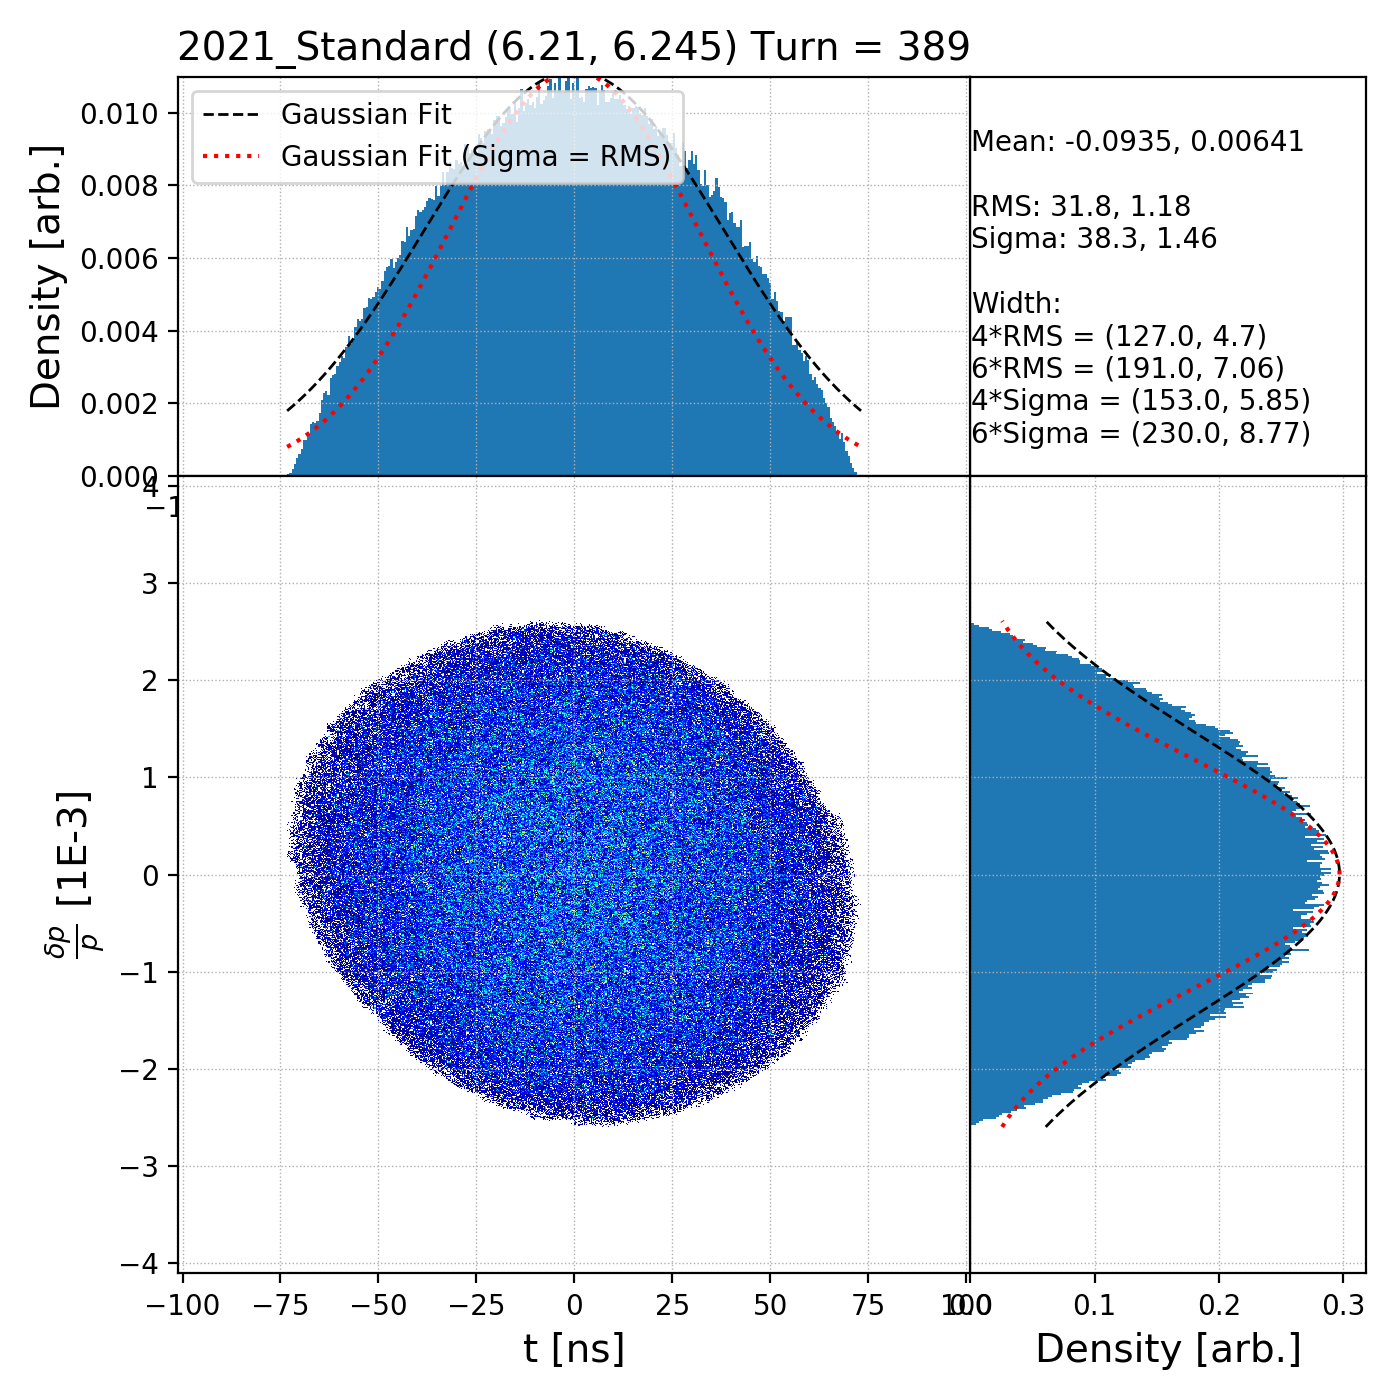 2021_Standard (6.21, 6.245) Turn = 389
Gaussian Fit
Gaussian Fit (Sigma = RMS)
Density [arb.]
0.010
0.008
0.006
0.004
0.002
0.000
−1
Mean: -0.0935, 0.00641
RMS: 31.8, 1.18
Sigma: 38.3, 1.46
Width:
4*RMS = (127.0, 4.7)
6*RMS = (191.0, 7.06)
4*Sigma = (153.0, 5.85)
6*Sigma = (230.0, 8.77)
4
3
2
1
0
−1
−2
−3
−4
δp/p [1E-3]
−100 −75 −50 −25 0 25 50 75 100
t [ns]
0.0 0.1 0.2 0.3
Density [arb.]